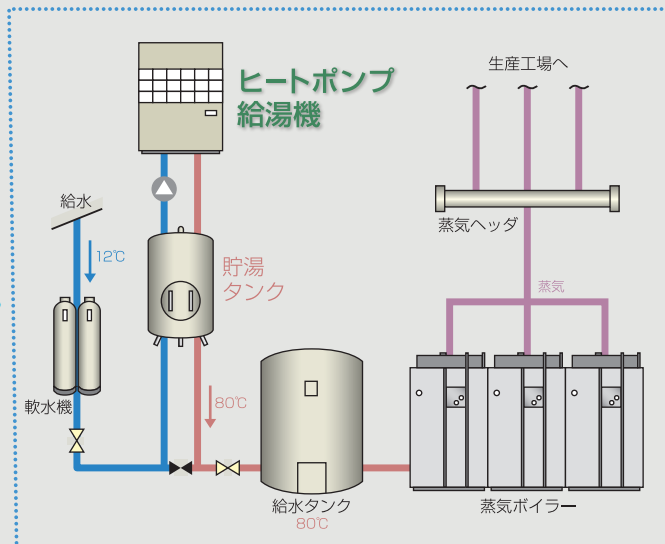 ヒートポンプ
給湯機
生産工場へ
給水
12℃
貯湯
タンク
蒸気ヘッダ
蒸気
軟水機
80℃
給水タンク
80℃
蒸気ボイラー